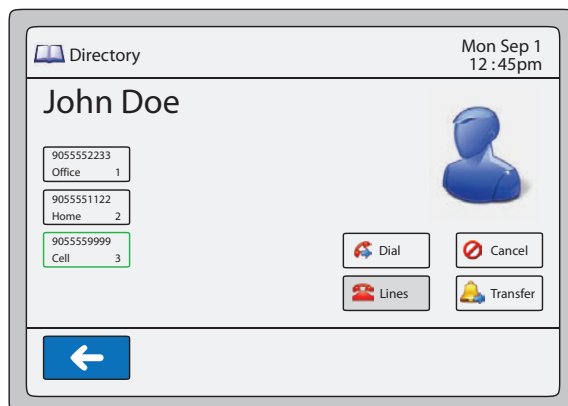 Directory
Mon Sep 1
12 :45pm
John Doe
9055552233
Office 1
9055551122
Home 2
9055559999
Cell 3
Dial
Cancel
Lines
Transfer